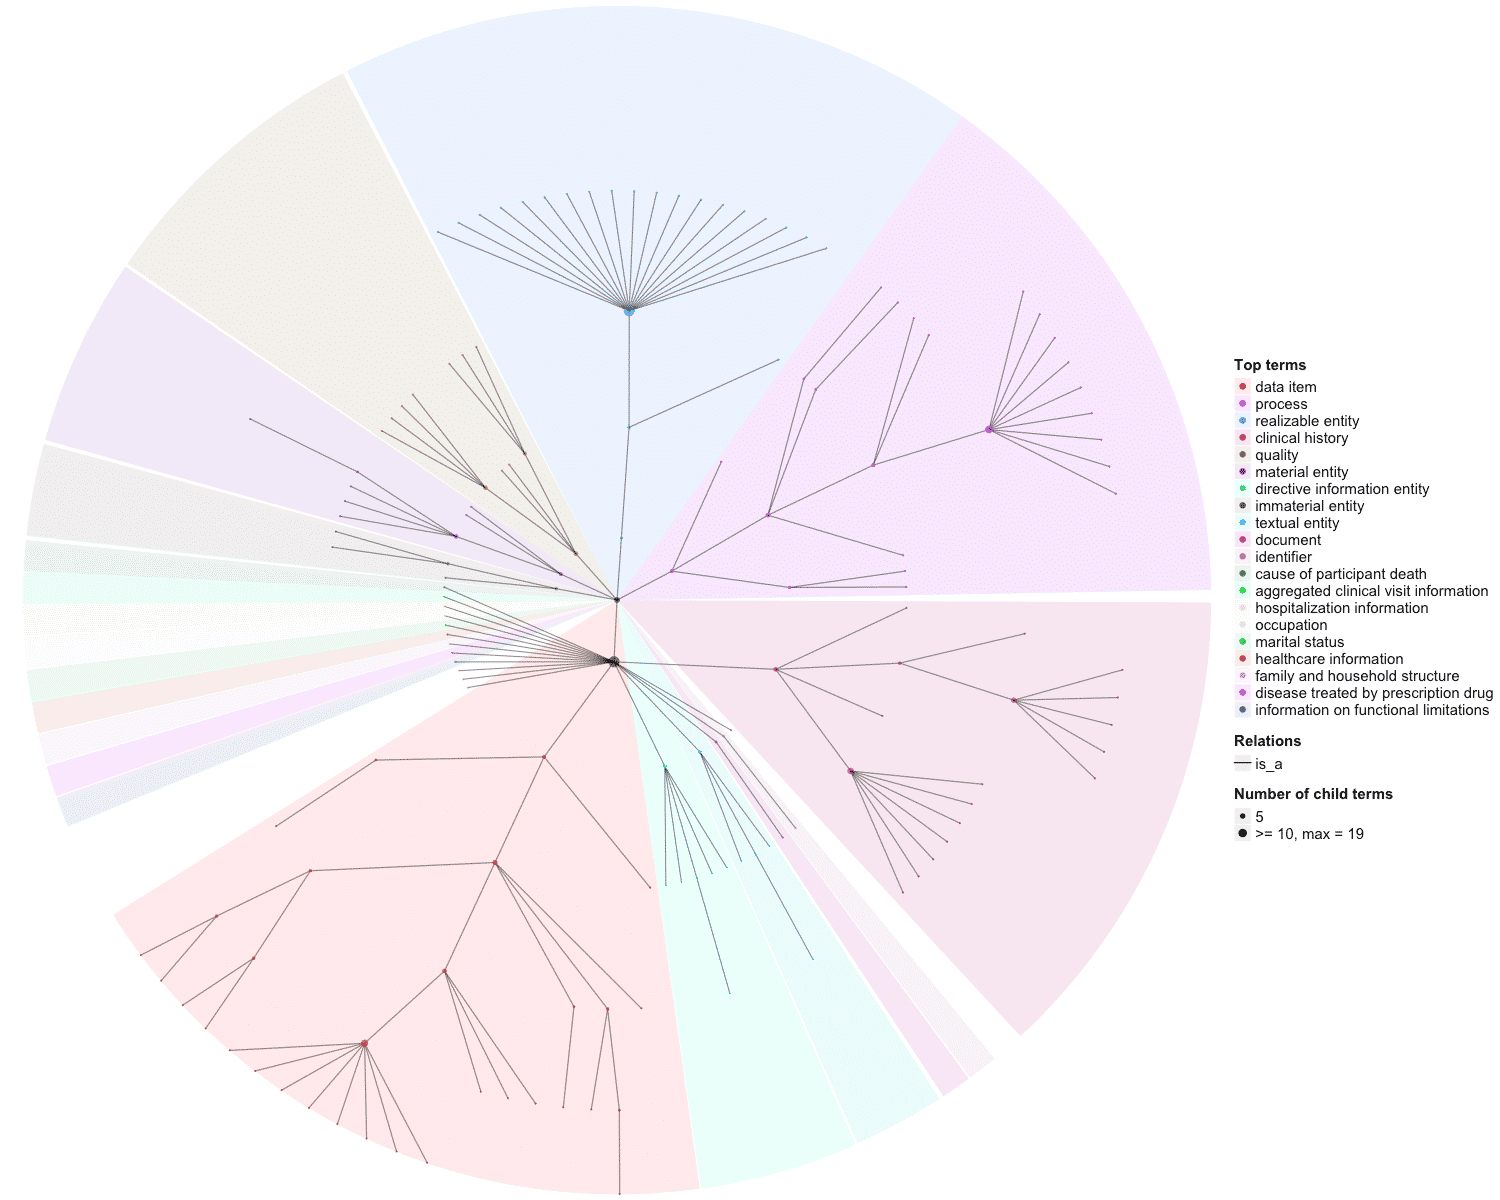 Top terms
data item
process
realizable entity
clinical history
quality
material entity
directive information entity
immaterial entity
textual entity
document
identifier
cause of participant death
aggregated clinical visit information
hospitalization information
occupation
marital status
healthcare information
family and household structure
disease treated by prescription drug
information on functional limitations
Relations
is_a
Number of child terms
5
>= 10, max = 19